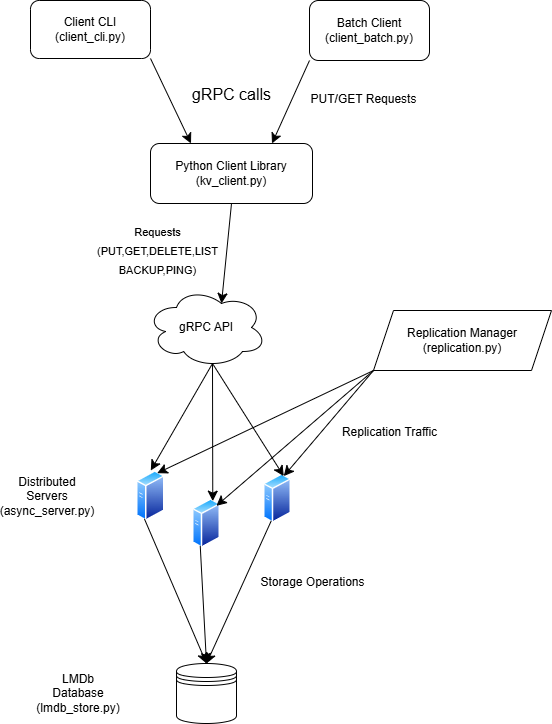 Client CLI
(client_cli.py)
Batch Client
(client_batch.py)
gRPC calls
PUT/GET Requests
Python Client Library
(kv_client.py)
Requests
(PUT,GET,DELETE,LIST
BACKUP,PING)
gRPC API
Replication Manager
(replication.py)
Replication Traffic
Distributed
Servers
(async_server.py)
Storage Operations
LMDb
Database
(lmdb_store.py)